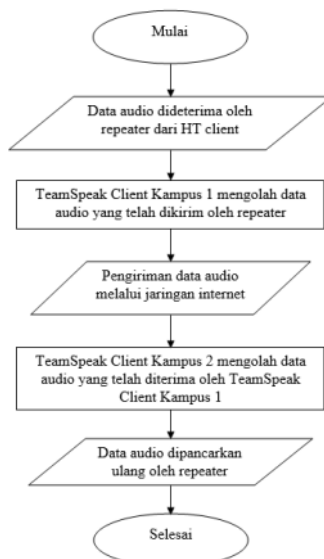 Mulai
Data audio dideterima oleh
repeater dari HT client
TeamSpeak Client Kampus 1 mengolah data
audio yang telah dikirim oleh repeater
Pengiriman data audio
melalui jaringan internet
TeamSpeak Client Kampus 2 mengolah data
audio yang telah diterima oleh TeamSpeak
Client Kampus 1
Data audio dipancarkan
ulang oleh repeater
Selesai